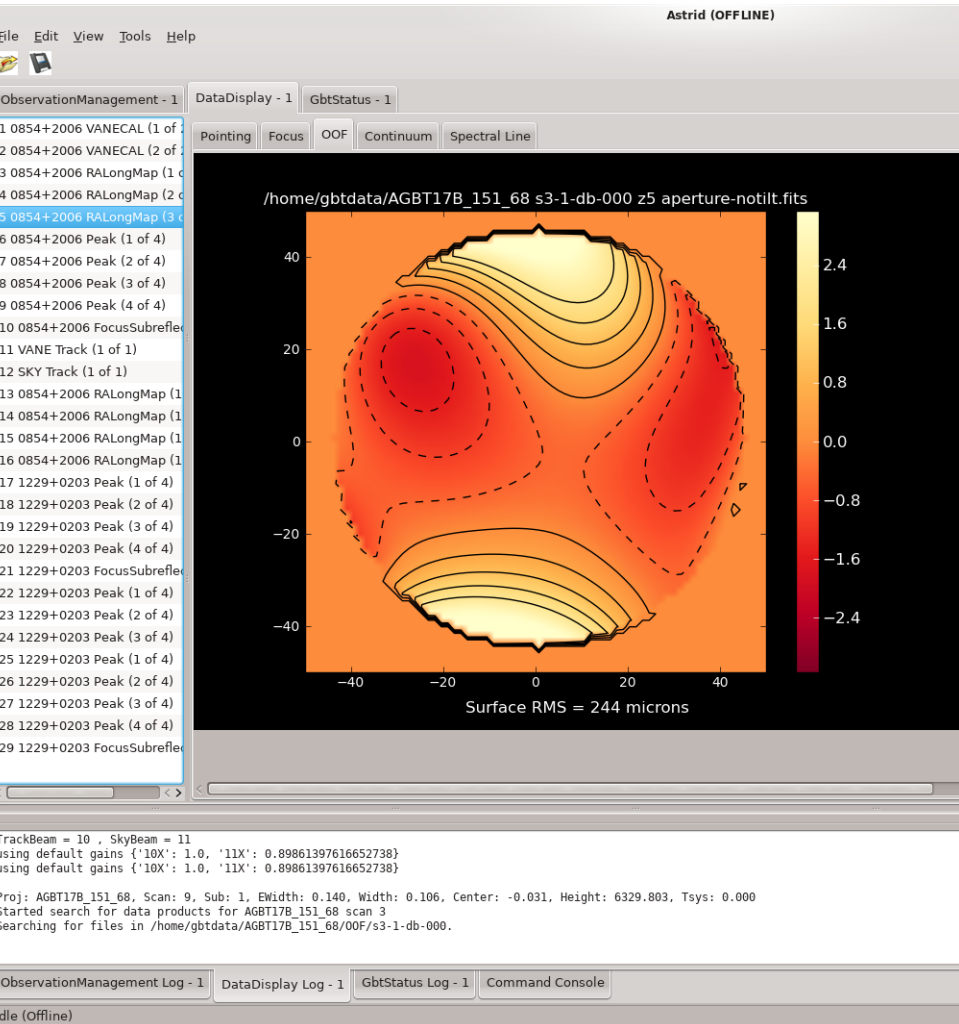 Astrid (OFFLINE)
File Edit View Tools Help
ObservationManagement - 1 DataDisplay - 1 GbtStatus - 1
Pointing Focus OOF Continuum Spectral Line
1 0854+2006 VANECAL (1 of 2
2 0854+2006 VANECAL (2 of 2
3 0854+2006 RALongMap (1 o
4 0854+2006 RALongMap (2 o
5 0854+2006 RALongMap (3 o
6 0854+2006 Peak (1 of 4)
7 0854+2006 Peak (2 of 4)
8 0854+2006 Peak (3 of 4)
9 0854+2006 Peak (4 of 4)
10 0854+2006 FocusSubreflec
11 VANE Track (1 of 1)
12 SKY Track (1 of 1)
13 0854+2006 RALongMap (1
14 0854+2006 RALongMap (1
15 0854+2006 RALongMap (1
16 0854+2006 RALongMap (1
17 1229+0203 Peak (1 of 4)
18 1229+0203 Peak (2 of 4)
19 1229+0203 Peak (3 of 4)
20 1229+0203 Peak (4 of 4)
21 1229+0203 FocusSubreflec
22 1229+0203 Peak (1 of 4)
23 1229+0203 Peak (2 of 4)
24 1229+0203 Peak (3 of 4)
25 1229+0203 Peak (1 of 4)
26 1229+0203 Peak (2 of 4)
27 1229+0203 Peak (3 of 4)
28 1229+0203 Peak (4 of 4)
29 1229+0203 FocusSubreflec
/home/gbtdata/AGBT17B_151_68 s3-1-db-000 z5 aperture-notilt.fits
40
20
0
−20
−40
−40 −20 0 20 40
2.4
1.6
0.8
0.0
−0.8
−1.6
−2.4
Surface RMS = 244 microns
TrackBeam = 10 , SkyBeam = 11
using default gains {'10X': 1.0, '11X': 0.89861397616652738}
using default gains {'10X': 1.0, '11X': 0.89861397616652738}
Proj: AGBT17B_151_68, Scan: 9, Sub: 1, EWidth: 0.140, Width: 0.106, Center: -0.031, Height: 6329.803, Tsys: 0.000
Started search for data products for AGBT17B_151_68 scan 3
Searching for files in /home/gbtdata/AGBT17B_151_68/OOF/s3-1-db-000.
ObservationManagement Log - 1 DataDisplay Log - 1 GbtStatus Log - 1 Command Console
dle (Offline)